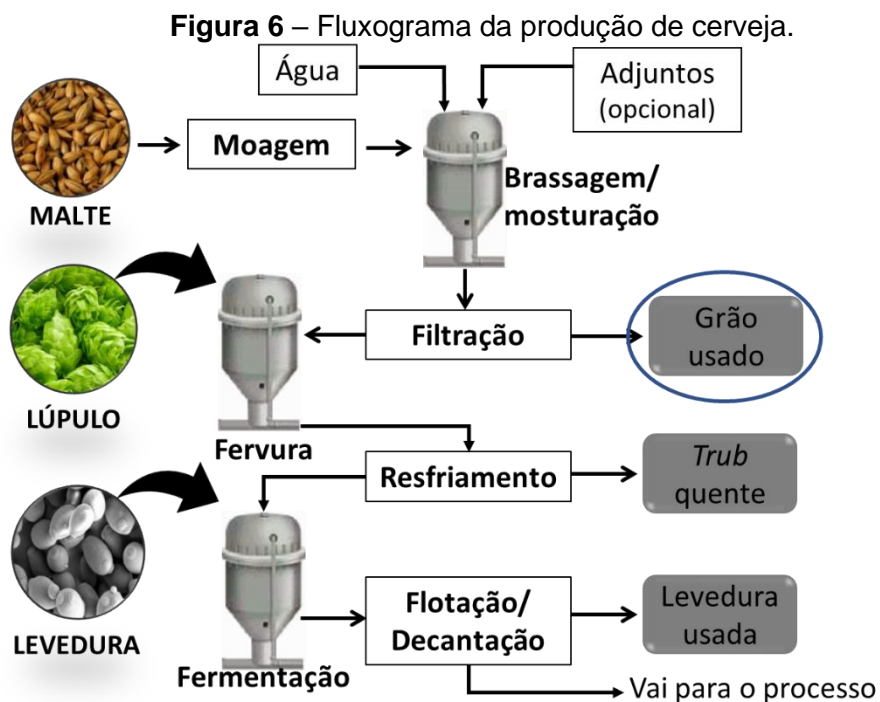 Figura 6 – Fluxograma da produção de cerveja.
Água
Adjuntos
(opcional)
Moagem
Brassagem/
mosturação
MALTE
Filtração
Grão
usado
LÚPULO
Fervura
Resfriamento
Trub
quente
Flotação/
Decantação
Levedura
usada
LEVEDURA
Fermentação
Vai para o processo